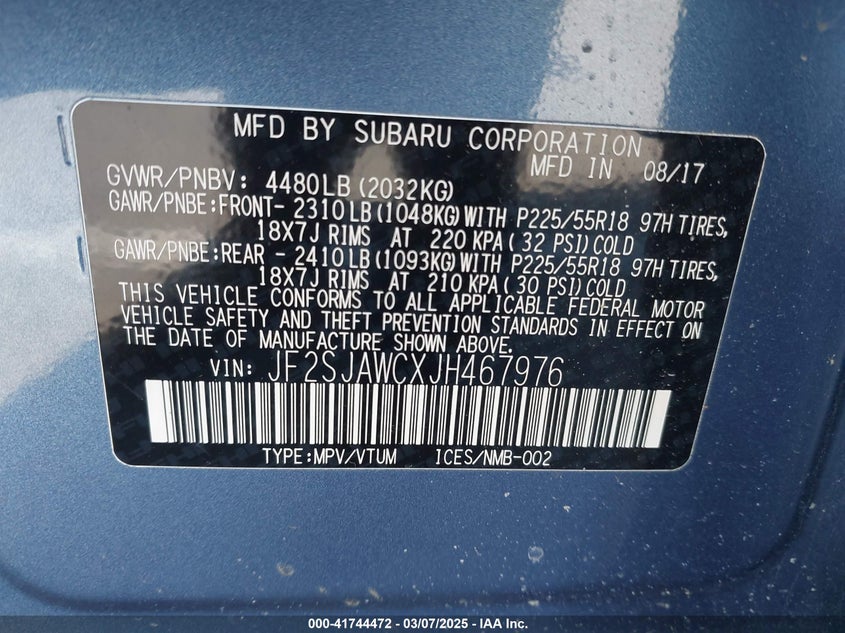 MFD BY SUBARU CORPORATION
MFD IN 08/17
GVWR/PNBV: 4480LB(2032KG)
GAWR/PNBE:FRONT- 2310LB(1048KG)WITH P225/55R18 97H TIRES,
18X7J RIMS AT 220 KPA( 32 PSI)COLD
GAWR/PNBE:REAR - 2410LB(1093KG)WITH P225/55R18 97H TIRES,
18X7J RIMS AT 210 KPA( 30 PSI)COLD
THIS VEHICLE CONFORMS TO ALL APPLICABLE FEDERAL MOTOR
VEHICLE SAFETY AND THEFT PREVENTION STANDARDS IN EFFECT ON
THE DATE OF MANUFACTURE SHOWN ABOVE.
VIN: JF2SJAWCXJH467976
TYPE:MPV/VTUM ICES/NMB-002
000-41744472 — 03/07/2025 — IAA Inc.